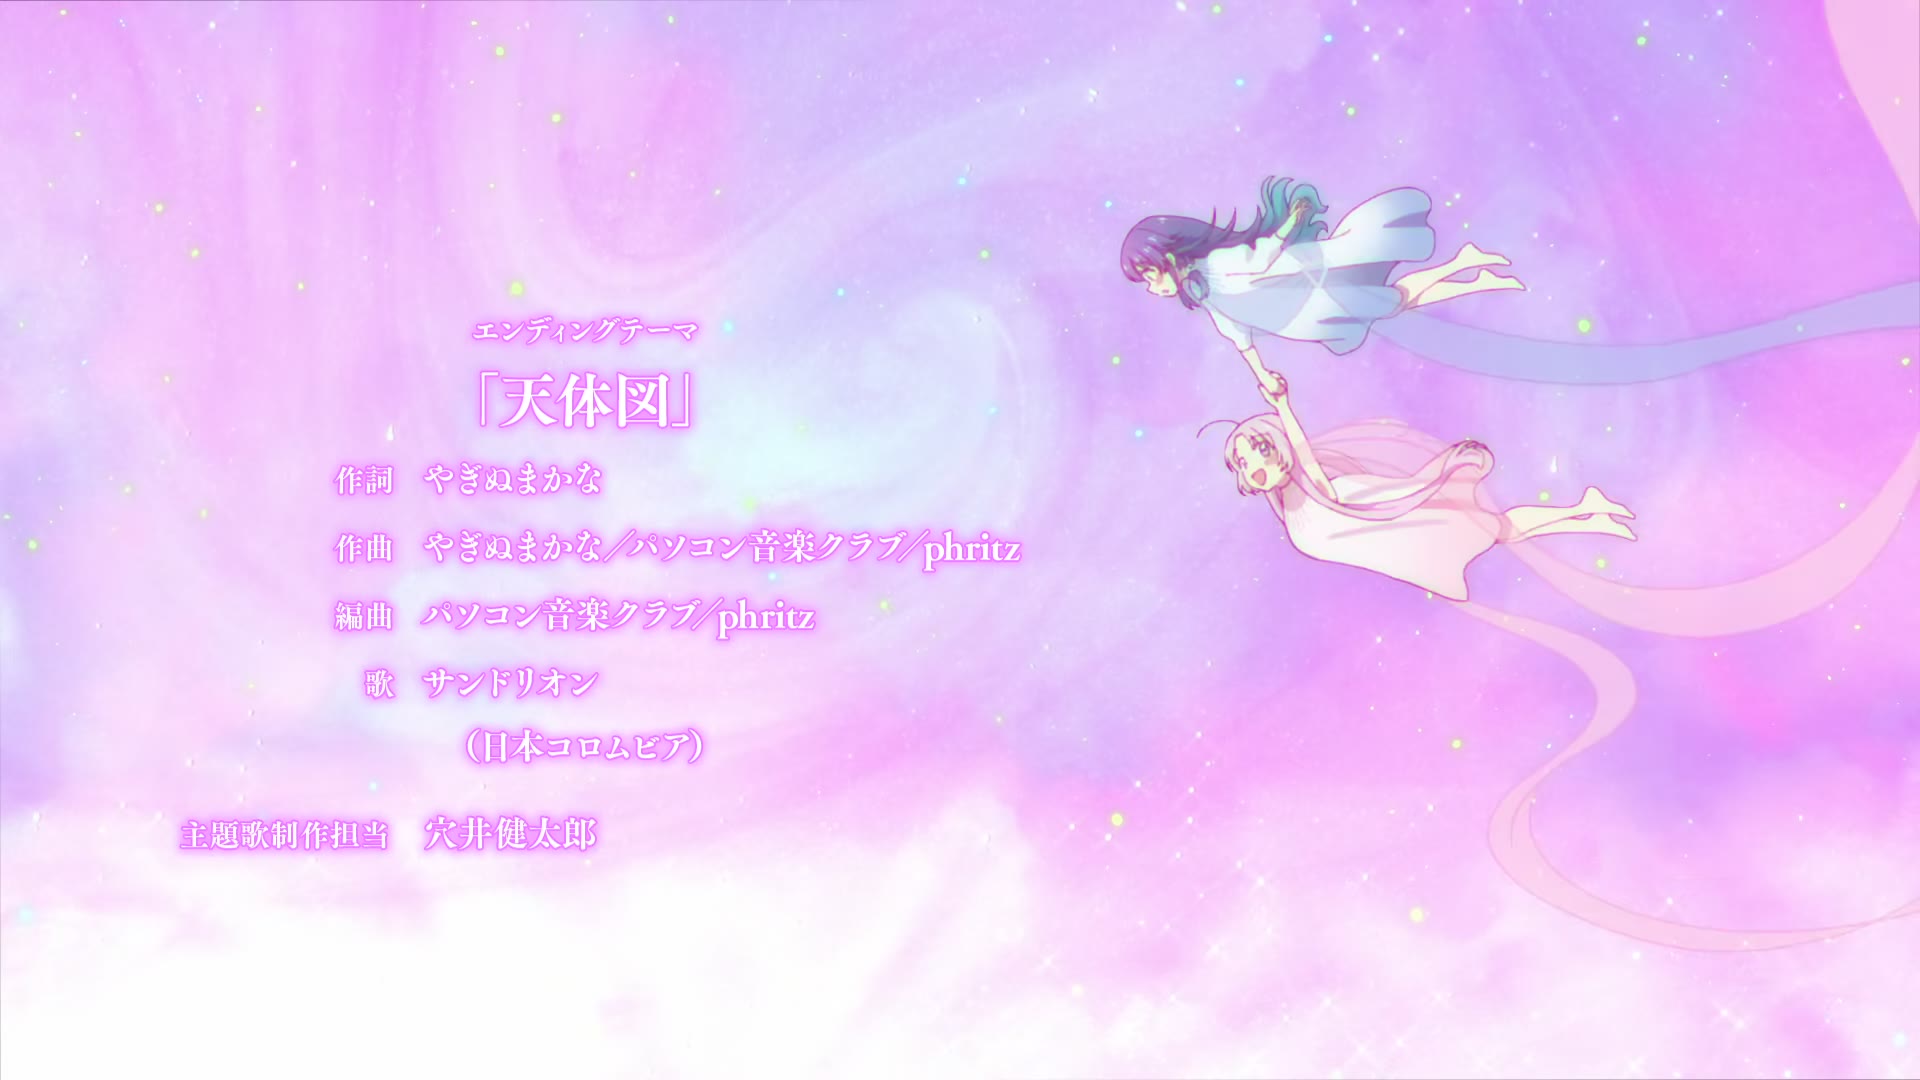 エンディングテーマ
「天体図」
作詞 やぎぬまかな
作曲 やぎぬまかな／パソコン音楽クラブ／phritz
編曲 パソコン音楽クラブ／phritz
歌 サンドリオン
（日本コロムビア）
主題歌制作担当 穴井健太郎